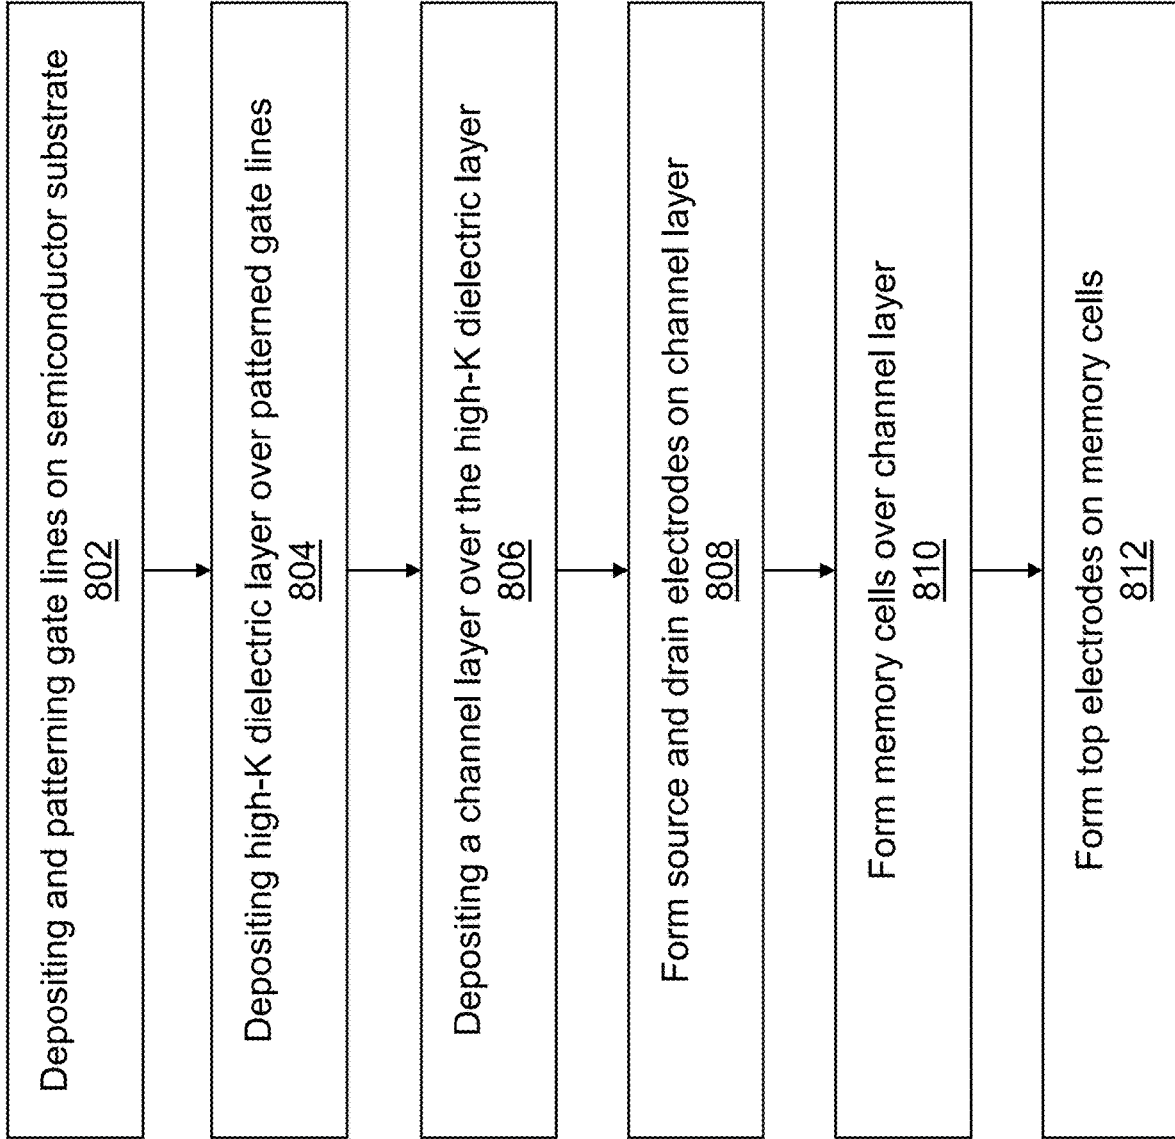 Depositing and patterning gate lines on semiconductor substrate
802
Depositing high-K dielectric layer over patterned gate lines
804
Depositing a channel layer over the high-K dielectric layer
806
Form source and drain electrodes on channel layer
808
Form memory cells over channel layer
810
Form top electrodes on memory cells
812